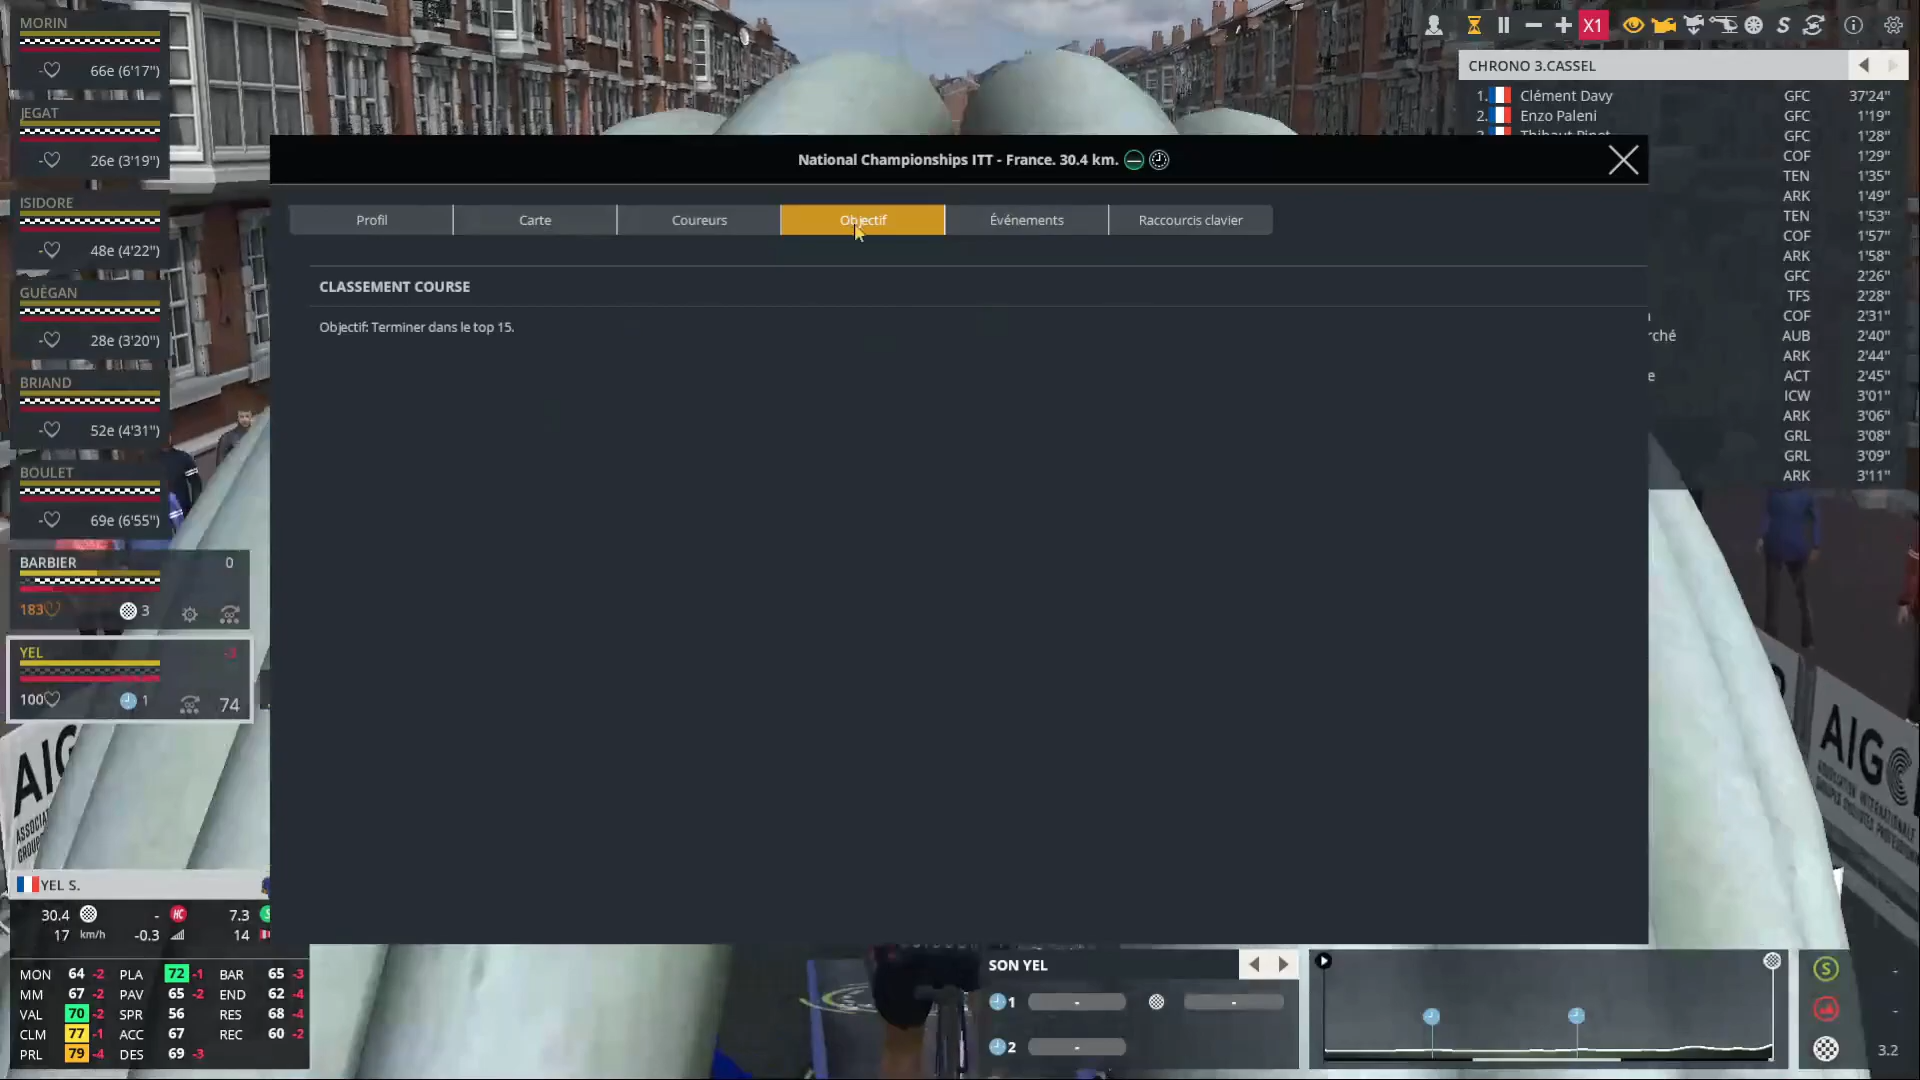 MORIN
66e (6'17")
JEGAT
26e (3'19")
ISIDORE
48e (4'22")
GUÉGAN
28e (3'20")
BRIAND
52e (4'31")
BOULET
69e (6'55")
BARBIER 0
183 3
YEL -3
100 1 74
YEL S.
30.4 - HC 7.3 S
17 km/h -0.3 14
MON 64 -2 PLA 72 -1 BAR 65 -3
MM 67 -2 PAV 65 -2 END 62 -4
VAL 70 -2 SPR 56 RES 68 -4
CLM 77 -1 ACC 67 REC 60 -2
PRL 79 -4 DES 69 -3
National Championships ITT - France. 30.4 km.
Profil Carte Coureurs Objectif Événements Raccourcis clavier
CLASSEMENT COURSE
Objectif: Terminer dans le top 15.
X1 S
CHRONO 3.CASSEL
1. Clément Davy GFC 37'24"
2. Enzo Paleni GFC 1'19"
Thibaut Pinot GFC 1'28"
COF 1'29"
TEN 1'35"
ARK 1'49"
TEN 1'53"
COF 1'57"
ARK 1'58"
GFC 2'26"
TFS 2'28"
COF 2'31"
rché AUB 2'40"
ARK 2'44"
e ACT 2'45"
ICW 3'01"
ARK 3'06"
GRL 3'08"
GRL 3'09"
ARK 3'11"
SON YEL
1 - -
2 -
S -
-
3.2
AIG
ASSOCIA
AIGC